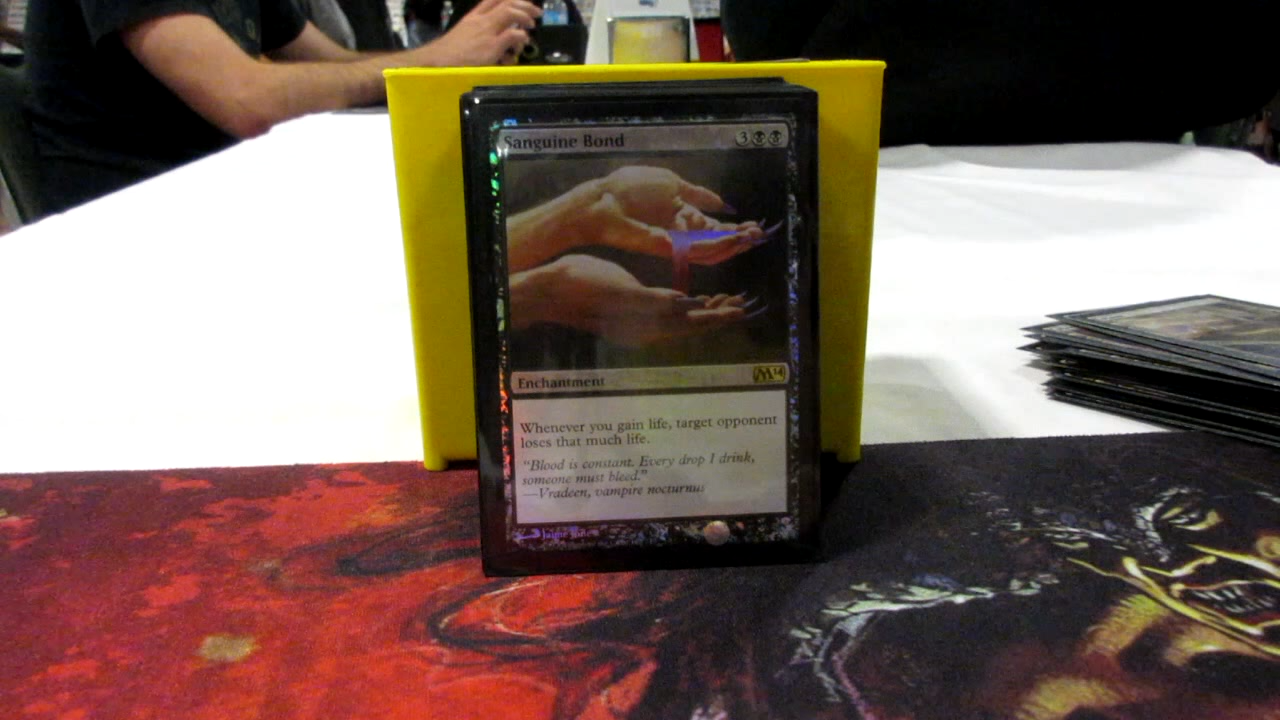 Sanguine Bond 3
Enchantment M14
Whenever you gain life, target opponent
loses that much life.
"Blood is constant. Every drop I drink,
someone must bleed."
—Vradeen, vampire nocturnus